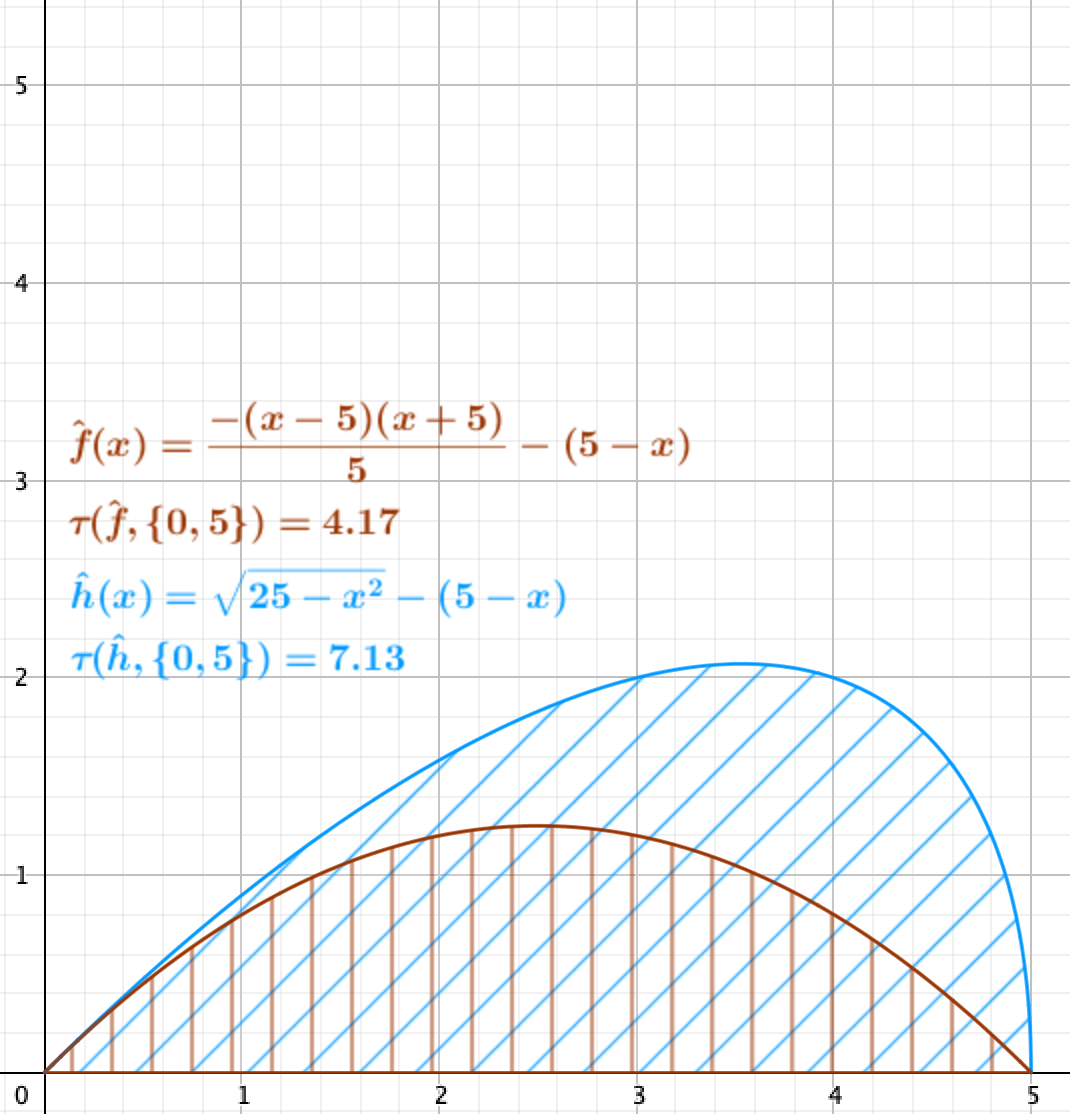 5
4
f̂(x) = −(x − 5)(x + 5)/5 − (5 − x)
3
τ(f̂, {0, 5}) = 4.17
ĥ(x) = √(25 − x²) − (5 − x)
τ(ĥ, {0, 5}) = 7.13
2
1
0 1 2 3 4 5